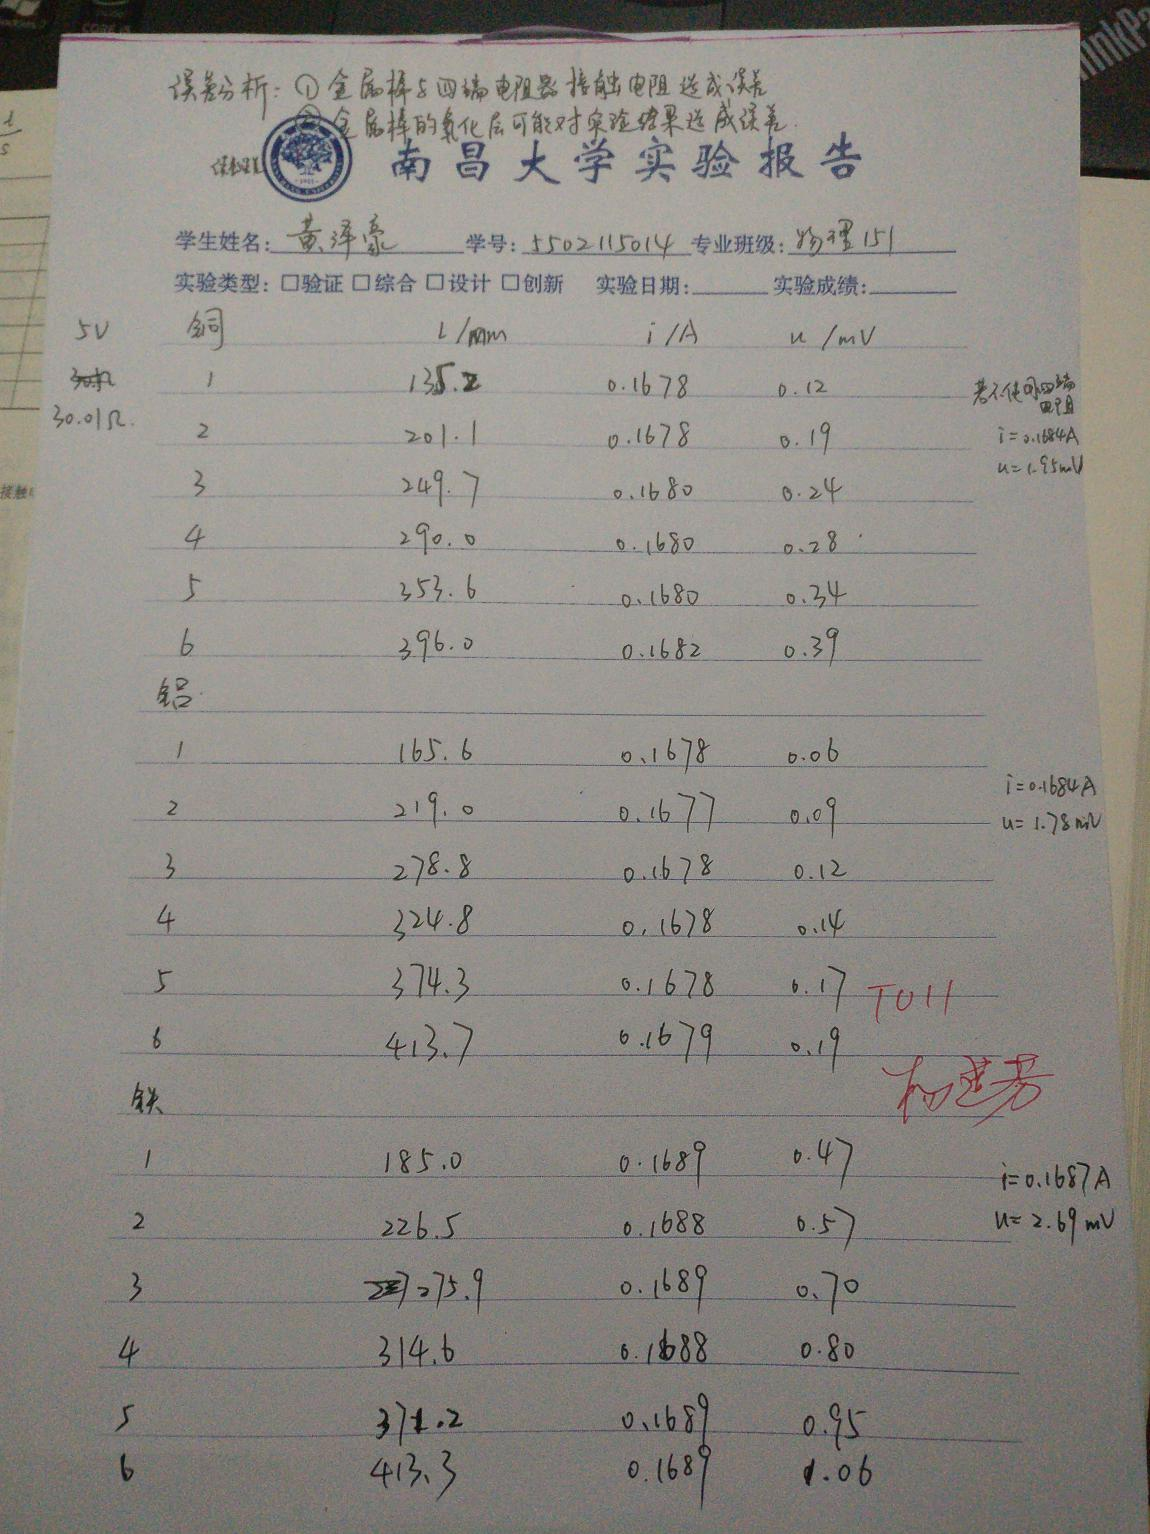 误差分析: ① 金属棒与四端电阻器接触电阻造成误差
② 金属棒的氧化层可能对实验结果造成误差.
南昌大学实验报告
学生姓名: 黄泽豪 学号: 5502115014 专业班级: 物理151
实验类型: □验证 □综合 □设计 □创新 实验日期: 实验成绩:
5V 铜 L/mm i/A u/mV
1 135.2 0.1678 0.12
30.01Ω.
若不使用四端电阻
2 201.1 0.1678 0.19
i=0.1684A
u=1.95mV
3 249.7 0.1680 0.24
接触
4 290.0 0.1680 0.28
5 353.6 0.1680 0.34
6 396.0 0.1682 0.39
铝
1 165.6 0.1678 0.06
i=0.1684A
2 219.0 0.1677 0.09
u=1.78mV
3 278.8 0.1678 0.12
4 324.8 0.1678 0.14
5 374.3 0.1678 0.17
T011
6 413.7 0.1679 0.19
铁
1 185.0 0.1689 0.47
i=0.1687A
2 226.5 0.1688 0.57
u=2.69mV
3 275.9 0.1689 0.70
4 314.6 0.1688 0.80
5 371.2 0.1689 0.95
6 413.3 0.1689 1.06